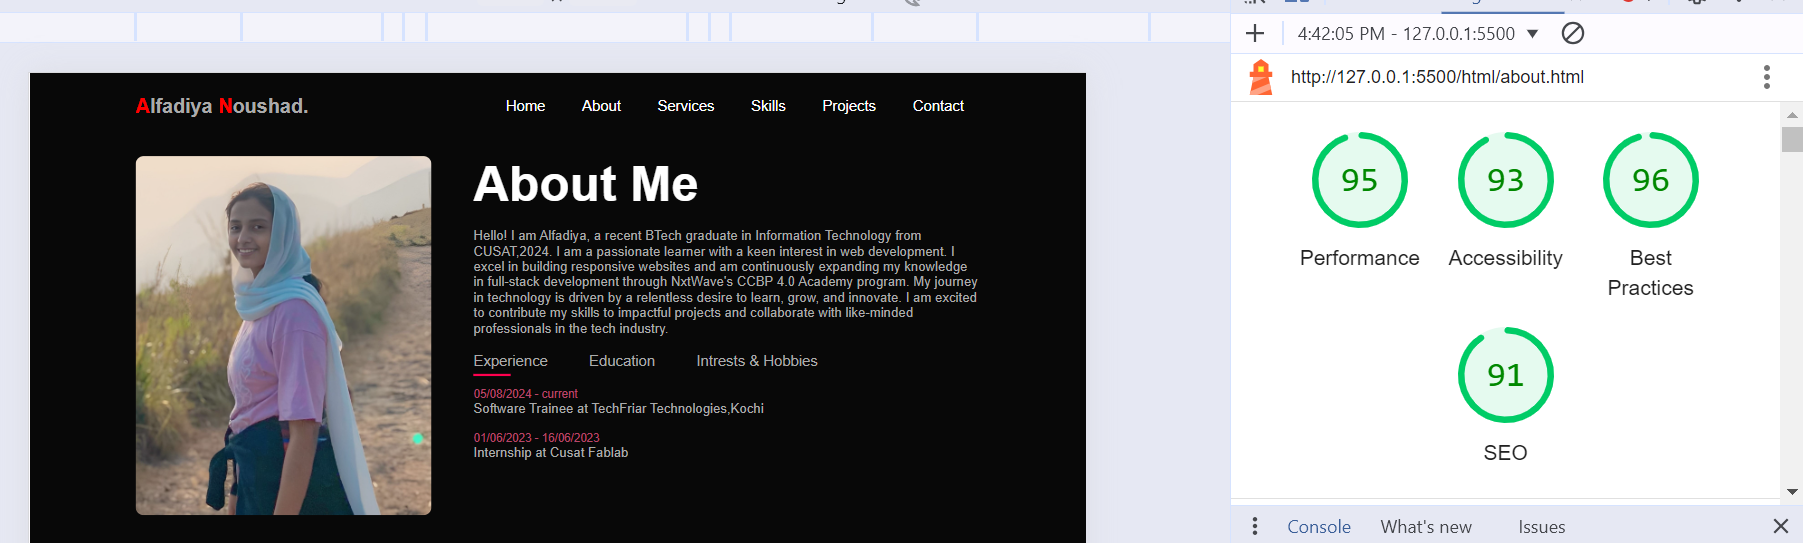 Alfadiya Noushad.
Home About Services Skills Projects Contact
About Me
Hello! I am Alfadiya, a recent BTech graduate in Information Technology from
CUSAT,2024. I am a passionate learner with a keen interest in web development. I
excel in building responsive websites and am continuously expanding my knowledge
in full-stack development through NxtWave's CCBP 4.0 Academy program. My journey
in technology is driven by a relentless desire to learn, grow, and innovate. I am excited
to contribute my skills to impactful projects and collaborate with like-minded
professionals in the tech industry.
Experience Education Intrests & Hobbies
05/08/2024 - current
Software Trainee at TechFriar Technologies,Kochi
01/06/2023 - 16/06/2023
Internship at Cusat Fablab
4:42:05 PM - 127.0.0.1:5500
http://127.0.0.1:5500/html/about.html
95 93 96
Performance Accessibility Best
Practices
91
SEO
Console What's new Issues